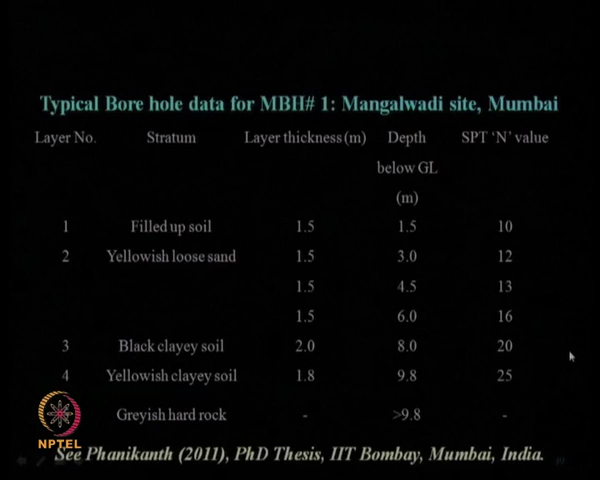 Typical Bore hole data for MBH# 1: Mangalwadi site, Mumbai
Layer No. Stratum Layer thickness (m) Depth below GL (m) SPT ‘N’ value
1 Filled up soil 1.5 1.5 10
2 Yellowish loose sand 1.5 3.0 12
1.5 4.5 13
1.5 6.0 16
3 Black clayey soil 2.0 8.0 20
4 Yellowish clayey soil 1.8 9.8 25
Greyish hard rock - >9.8 -
NPTEL
See Phanikanth (2011), PhD Thesis, IIT Bombay, Mumbai, India.